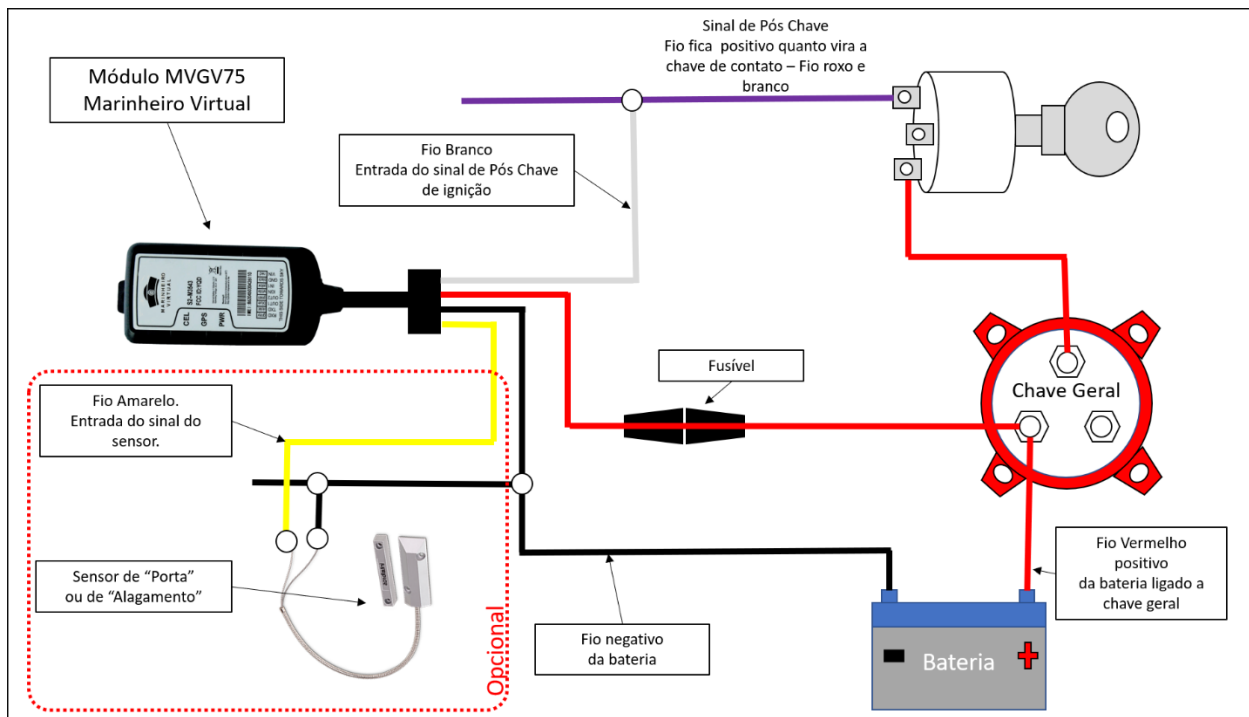 Sinal de Pós Chave
Fio fica  positivo quanto vira a
chave de contato – Fio roxo e
branco
Módulo MVGV75
Marinheiro Virtual
Fio Branco
Entrada do sinal de Pós Chave
de ignição
MARINHEIRO
VIRTUAL
CEL
GPS
PWR
Chave Geral
Fusível
Fio Amarelo.
Entrada do sinal do
sensor.
Sensor de “Porta”
ou de “Alagamento”
Opcional
Fio negativo
da bateria
Fio Vermelho
positivo
da bateria ligado a
chave geral
Bateria